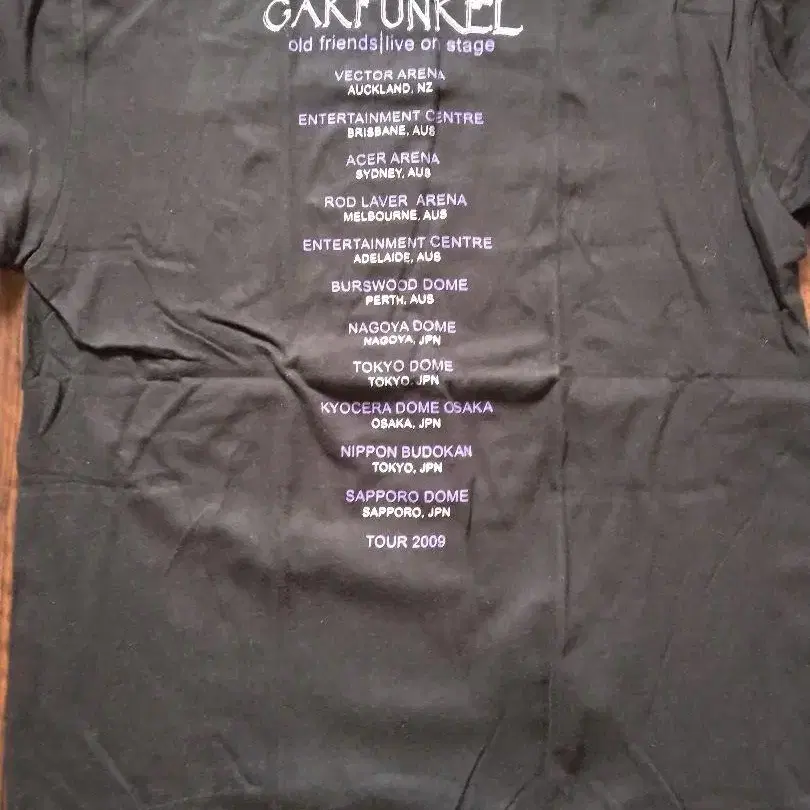 GARFUNKEL
old friends|live on stage
VECTOR ARENA
AUCKLAND, NZ
ENTERTAINMENT CENTRE
BRISBANE, AUS
ACER ARENA
SYDNEY, AUS
ROD LAVER ARENA
MELBOURNE, AUS
ENTERTAINMENT CENTRE
ADELAIDE, AUS
BURSWOOD DOME
PERTH, AUS
NAGOYA DOME
NAGOYA, JPN
TOKYO DOME
TOKYO, JPN
KYOCERA DOME OSAKA
OSAKA, JPN
NIPPON BUDOKAN
TOKYO, JPN
SAPPORO DOME
SAPPORO, JPN
TOUR 2009